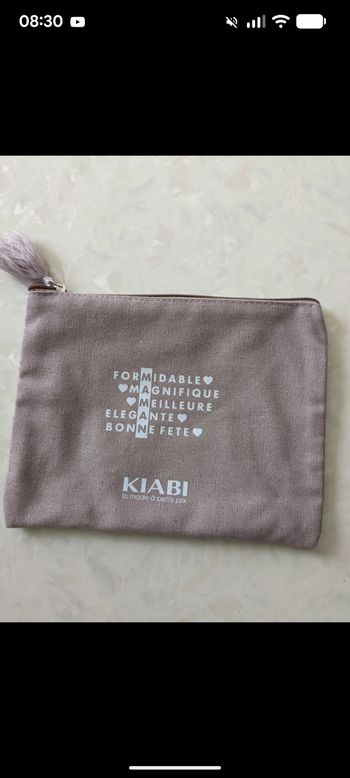 08:30
FORMIDABLE♥
♥MAGNIFIQUE
♥MEILLEURE
ELEGANTE♥
BONNE FETE♥
KIABI
la mode à petits prix